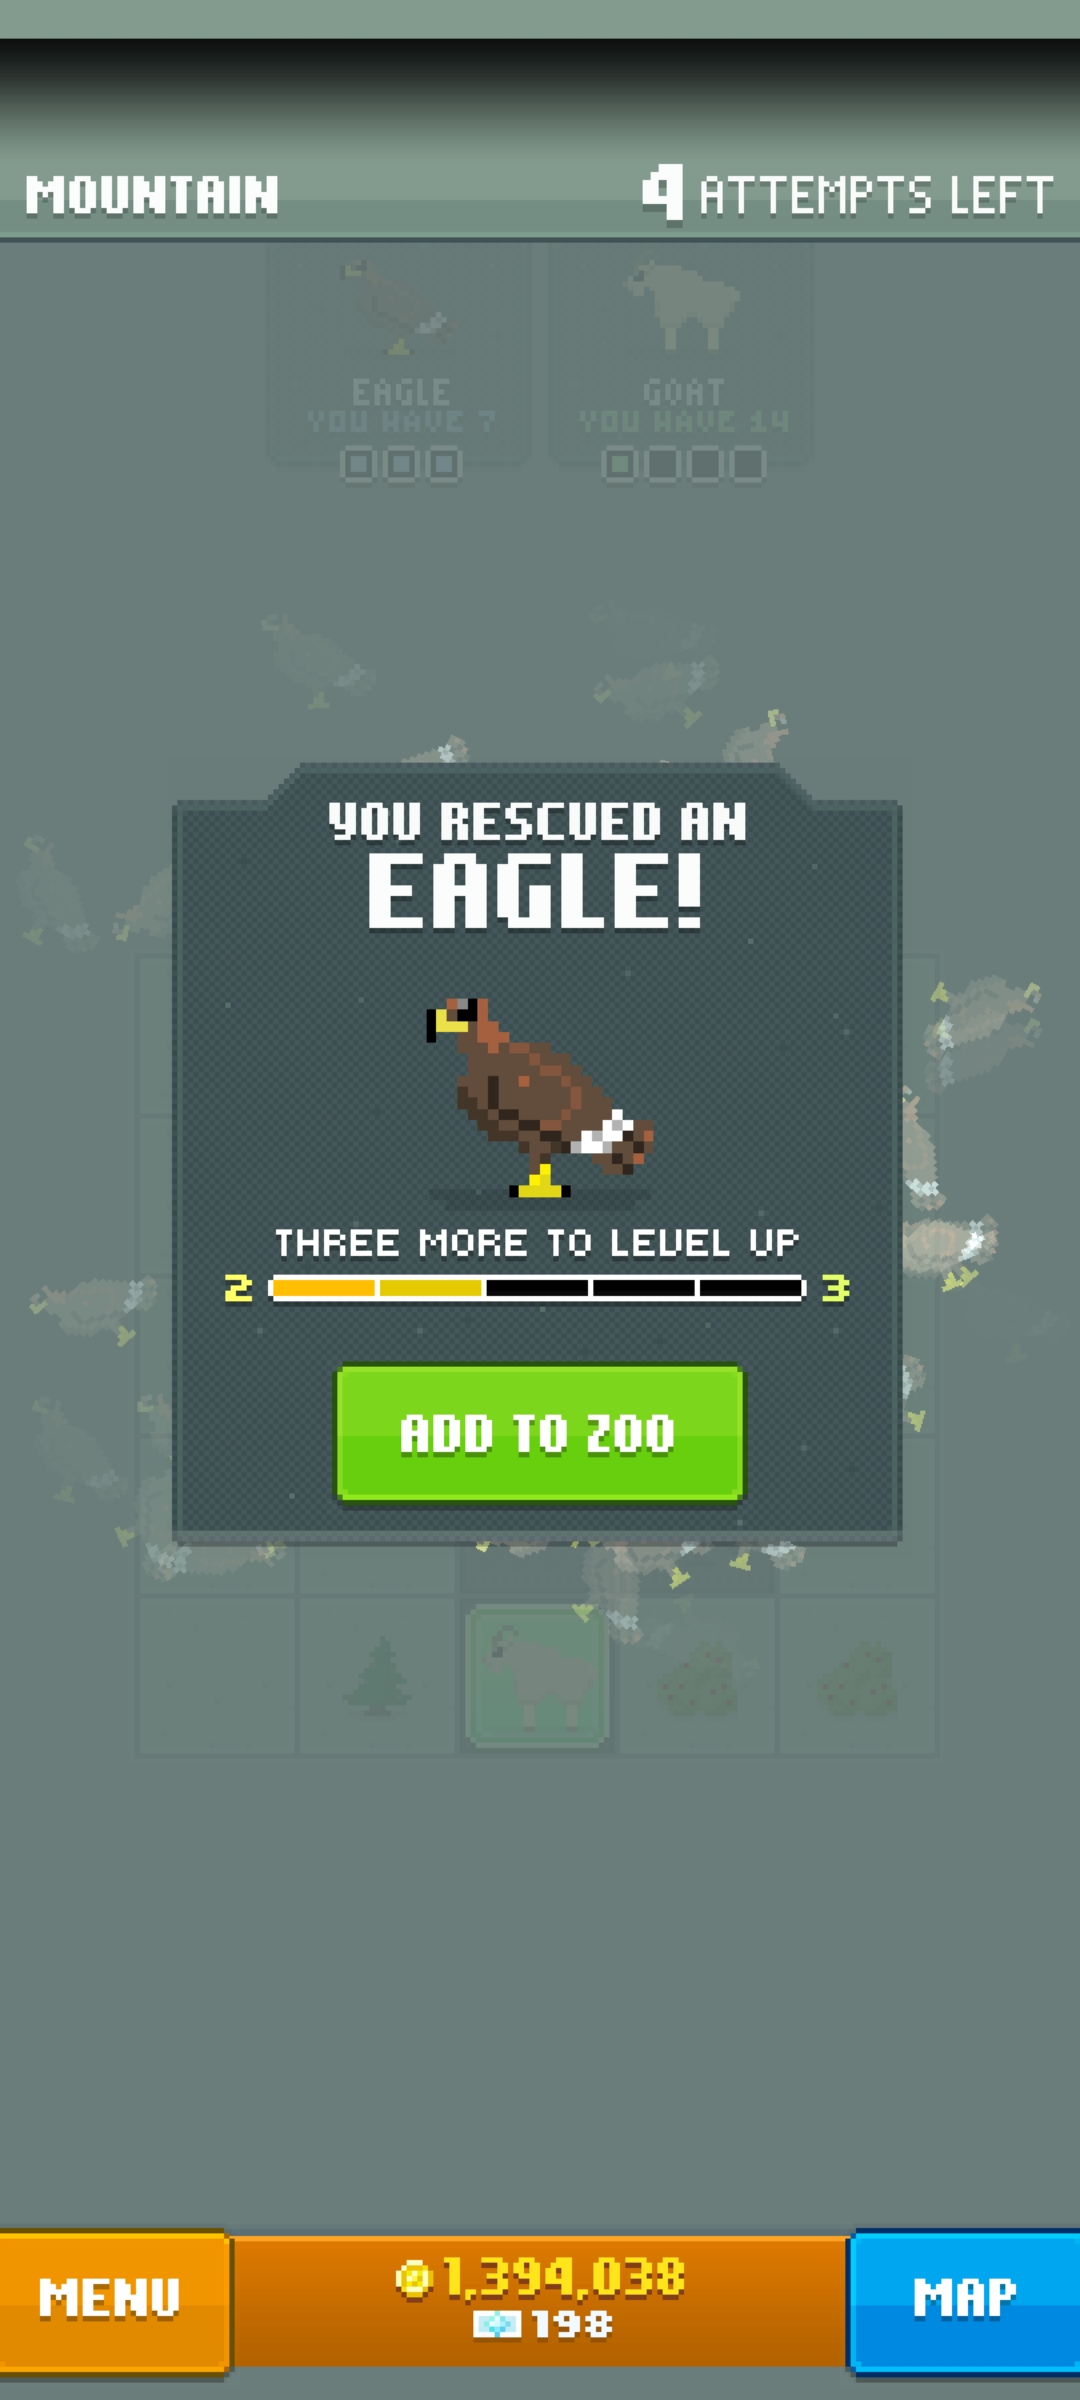 MOUNTAIN
4 ATTEMPTS LEFT
EAGLE
YOU HAVE 7
GOAT
YOU HAVE 14
YOU RESCUED AN
EAGLE!
THREE MORE TO LEVEL UP
2
3
ADD TO ZOO
MENU
1,394,038
198
MAP